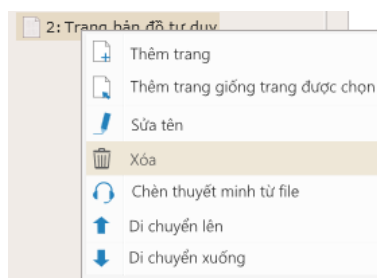 2: Trang bản đồ tư duy
Thêm trang
Thêm trang giống trang được chọn
Sửa tên
Xóa
Chèn thuyết minh từ file
Di chuyển lên
Di chuyển xuống